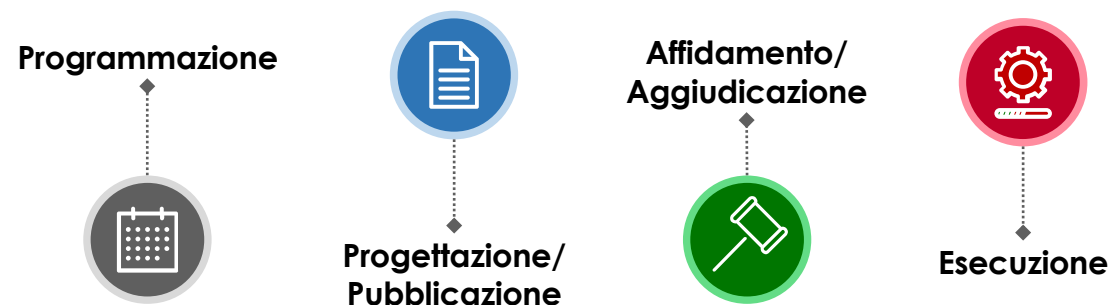 Programmazione
Progettazione/
Pubblicazione
Affidamento/
Aggiudicazione
Esecuzione